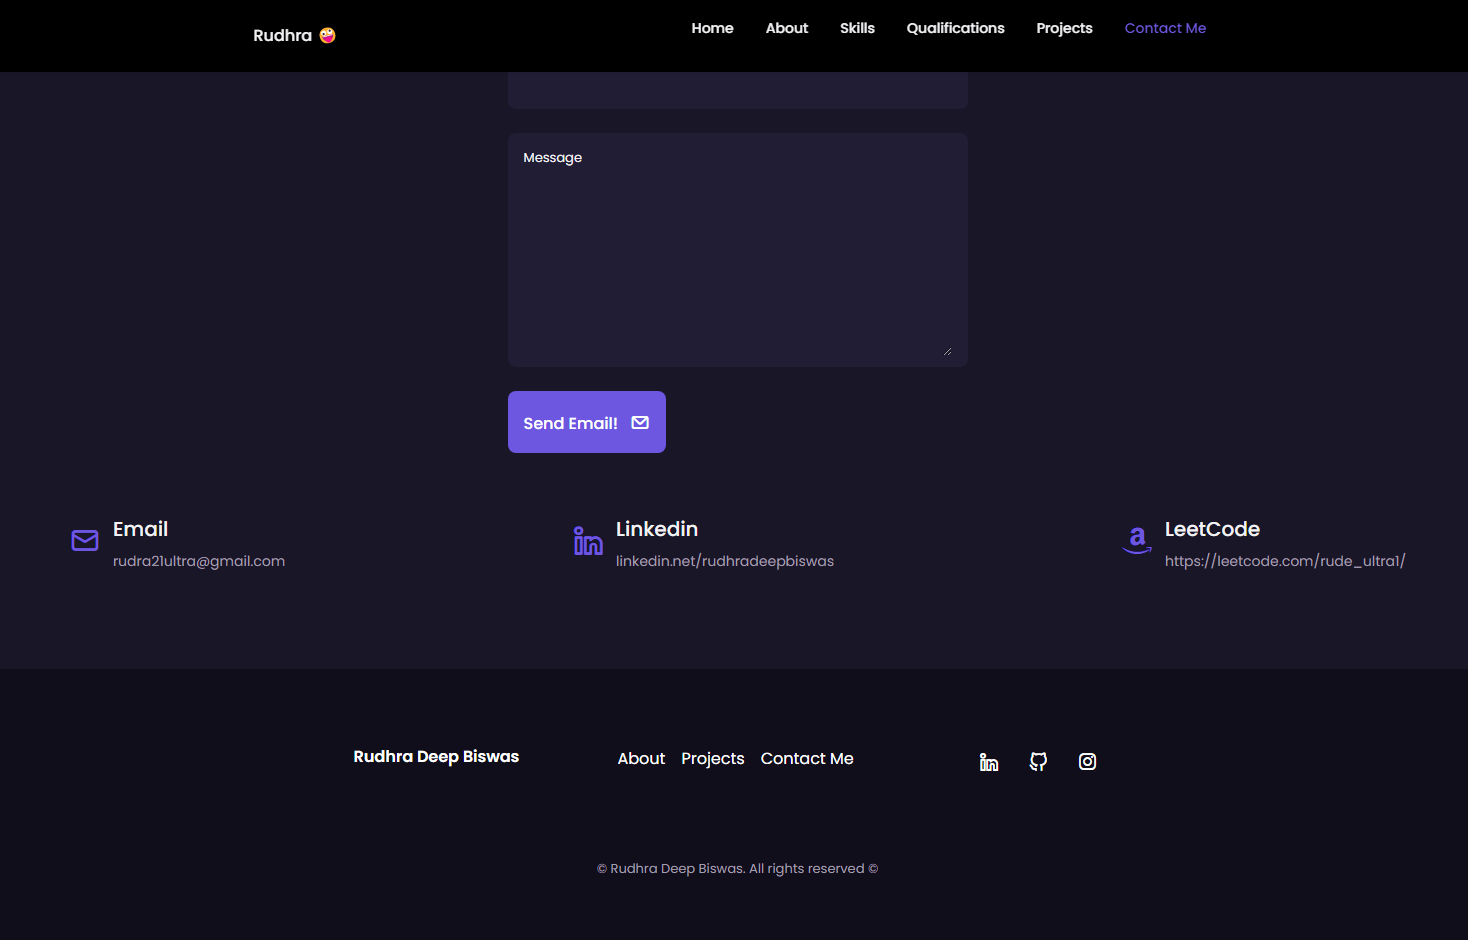 Rudhra 🤪
Home About Skills Qualifications Projects Contact Me
Message
Send Email!
Email
rudra21ultra@gmail.com
Linkedin
linkedin.net/rudhradeepbiswas
LeetCode
https://leetcode.com/rude_ultra1/
Rudhra Deep Biswas
About Projects Contact Me
© Rudhra Deep Biswas. All rights reserved ©